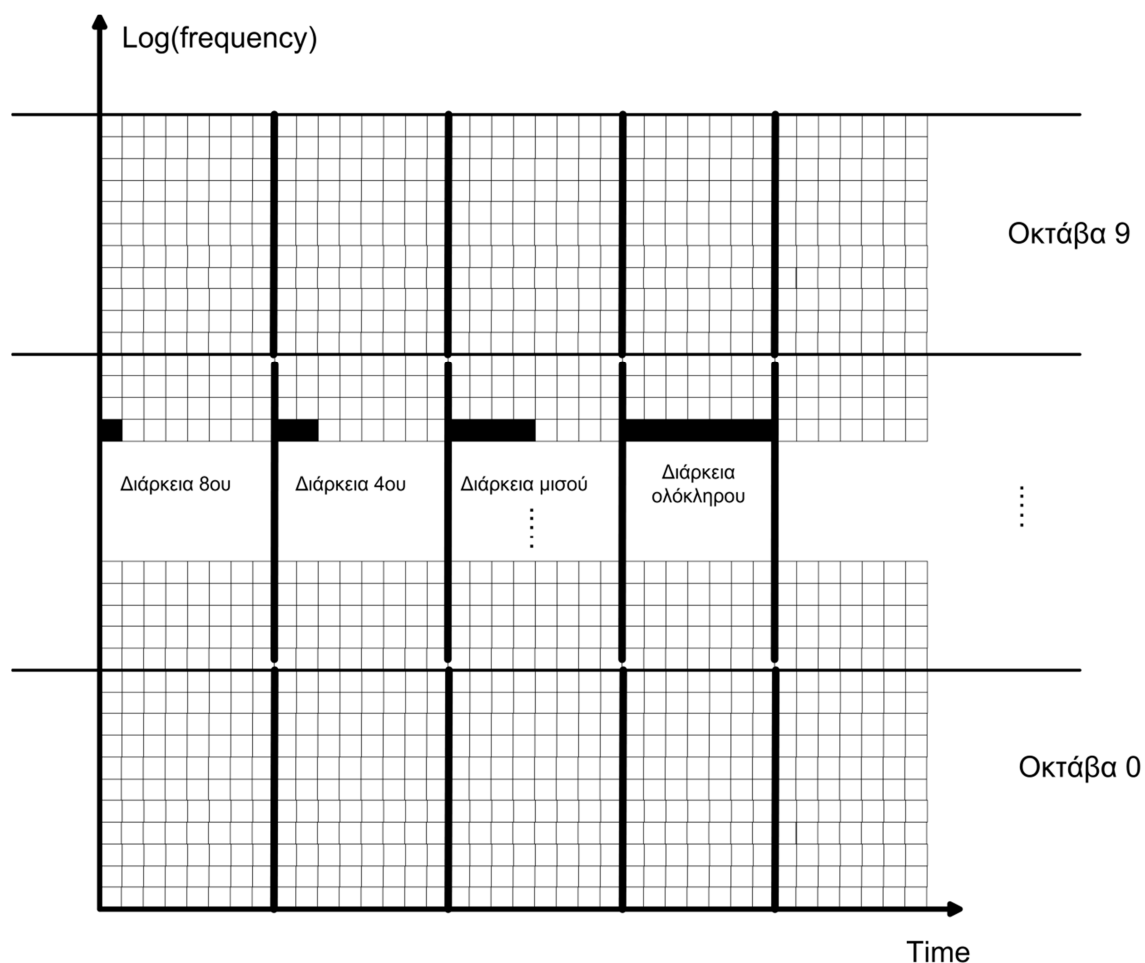 Log(frequency)
Οκτάβα 9
Διάρκεια 8ου
Διάρκεια 4ου
Διάρκεια μισού
Διάρκεια
ολόκληρου
Οκτάβα 0
Time